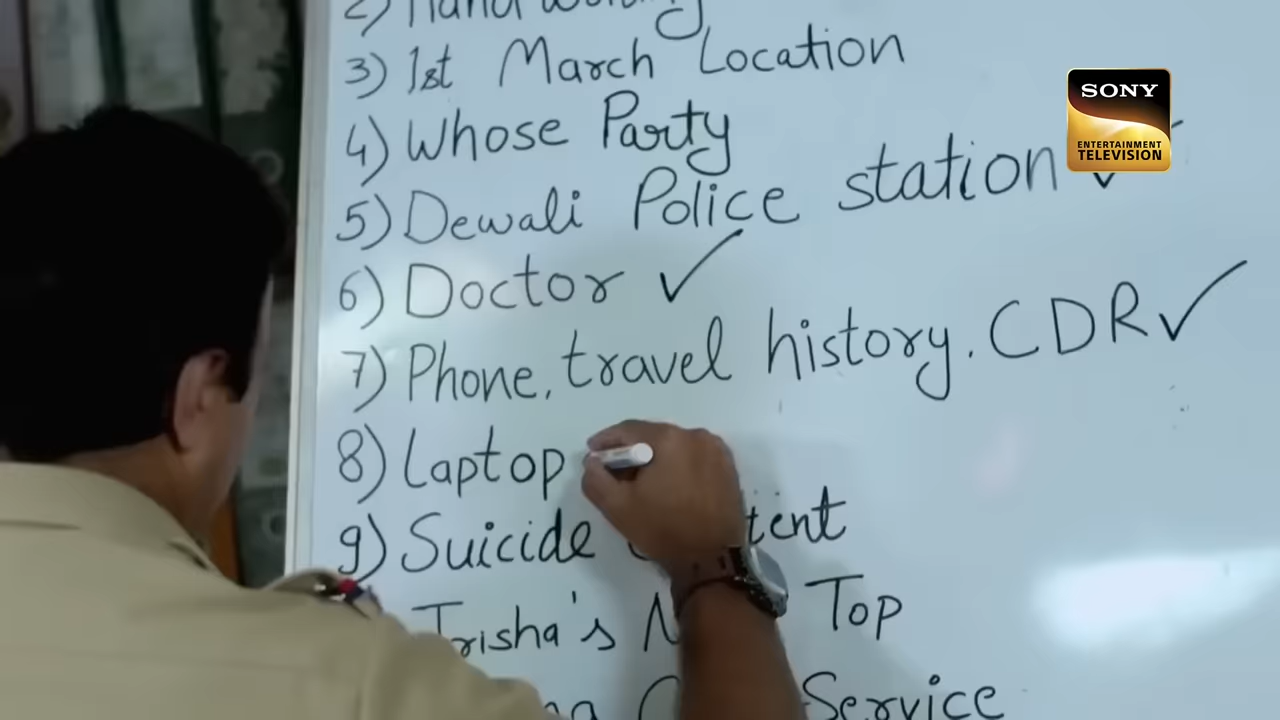 2)
3) 1st March Location
4) Whose Party
5) Dewali Police station ✓
6) Doctor ✓
7) Phone, travel history. CDR ✓
8) Laptop
9) Suicide
Trisha's Top
Service
SONY
ENTERTAINMENT
TELEVISION